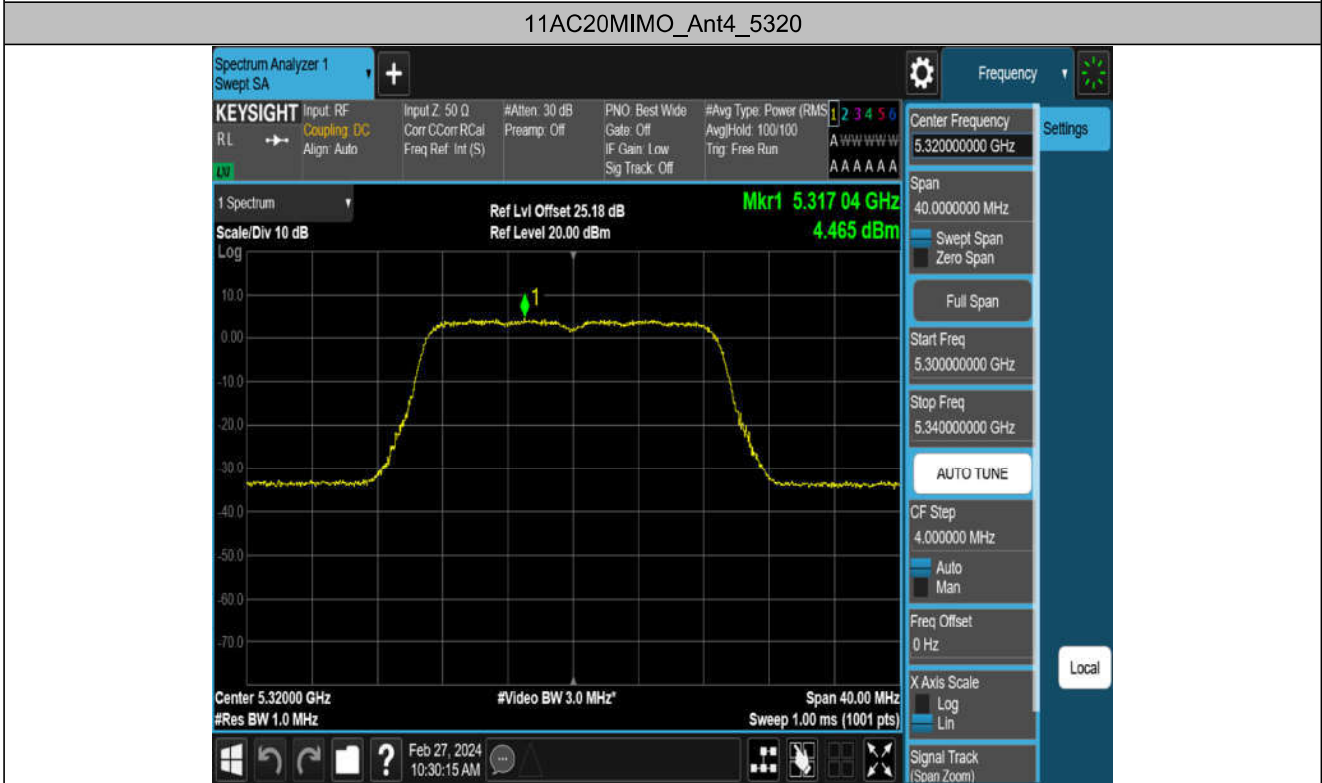 11AC20MIMO_Ant4_5320
Spectrum Analyzer 1
Swept SA
+
Frequency
KEYSIGHT
RL
LXI
Input: RF
Coupling: DC
Align: Auto
Input Z: 50 Ω
Corr CCorr RCal
Freq Ref: Int (S)
#Atten: 30 dB
Preamp: Off
PNO: Best Wide
Gate: Off
IF Gain: Low
Sig Track: Off
#Avg Type: Power (RMS
Avg|Hold: 100/100
Trig: Free Run
1 2 3 4 5 6
A W W W W W
A A A A A A
1 Spectrum
Scale/Div 10 dB
Log
Ref Lvl Offset 25.18 dB
Ref Level 20.00 dBm
Mkr1 5.317 04 GHz
4.465 dBm
1
10.0
0.00
-10.0
-20.0
-30.0
-40.0
-50.0
-60.0
-70.0
Center 5.32000 GHz
#Res BW 1.0 MHz
#Video BW 3.0 MHz*
Span 40.00 MHz
Sweep 1.00 ms (1001 pts)
?
Feb 27, 2024
10:30:15 AM
Center Frequency
5.320000000 GHz
Settings
Span
40.0000000 MHz
Swept Span
Zero Span
Full Span
Start Freq
5.300000000 GHz
Stop Freq
5.340000000 GHz
AUTO TUNE
CF Step
4.000000 MHz
Auto
Man
Freq Offset
0 Hz
X Axis Scale
Log
Lin
Local
Signal Track
(Span Zoom)